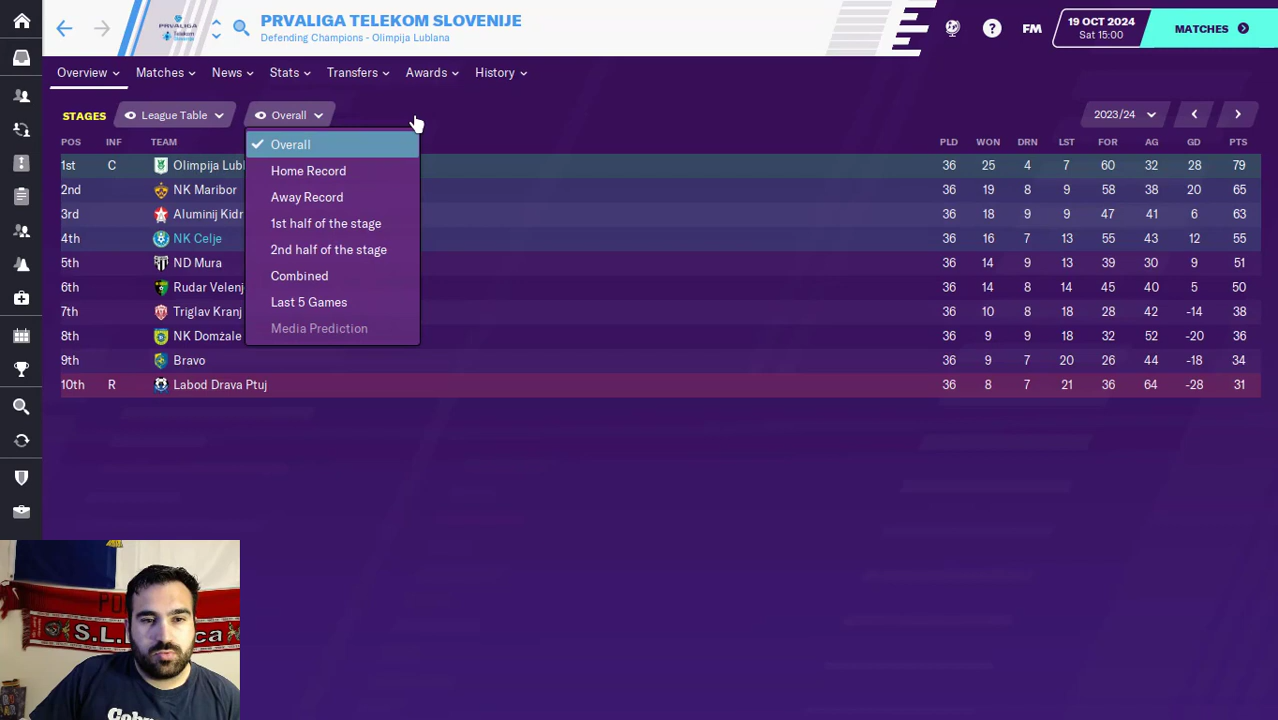 PRVALIGA TELEKOM SLOVENIJE
Defending Champions - Olimpija Lublana
PRVALIGA
Telekom
FM
19 OCT 2024
Sat 15:00
MATCHES
Overview
Matches
News
Stats
Transfers
Awards
History
STAGES
League Table
Overall
2023/24
POS INF TEAM PLD WON DRN LST FOR AG GD PTS
Overall
Home Record
Away Record
1st half of the stage
2nd half of the stage
Combined
Last 5 Games
Media Prediction
1st C Olimpija Lubl 36 25 4 7 60 32 28 79
2nd NK Maribor 36 19 8 9 58 38 20 65
3rd Aluminij Kidr 36 18 9 9 47 41 6 63
4th NK Celje 36 16 7 13 55 43 12 55
5th ND Mura 36 14 9 13 39 30 9 51
6th Rudar Velenj 36 14 8 14 45 40 5 50
7th Triglav Kranj 36 10 8 18 28 42 -14 38
8th NK Domžale 36 9 9 18 32 52 -20 36
9th Bravo 36 9 7 20 26 44 -18 34
10th R Labod Drava Ptuj 36 8 7 21 36 64 -28 31
S.L.
ca